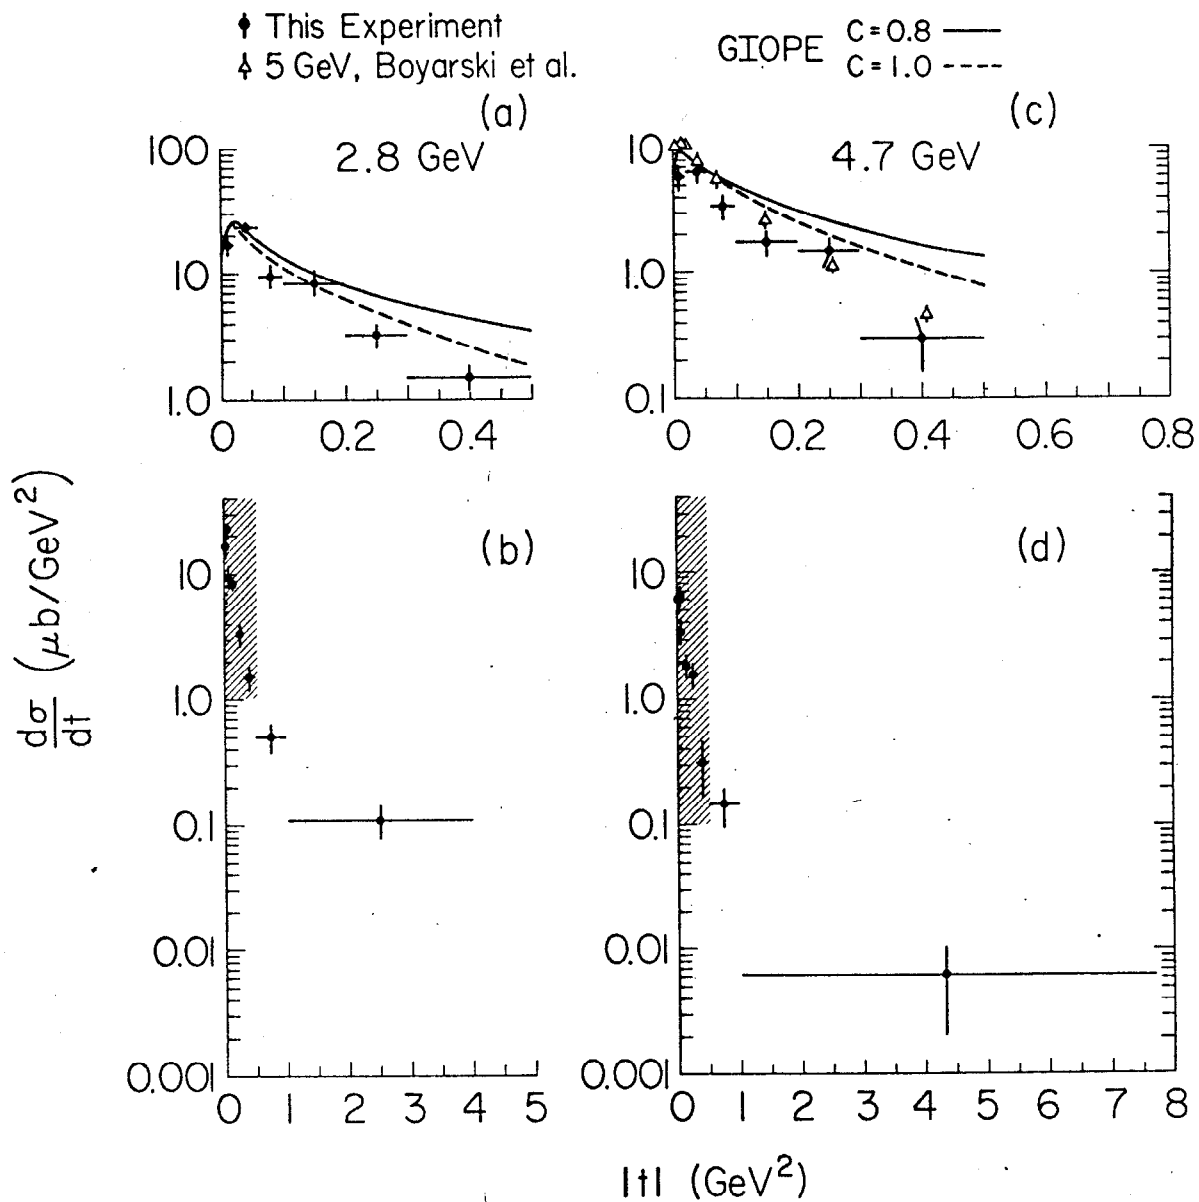 This Experiment
5 GeV, Boyarski et al.
GIOPE C=0.8
C=1.0
(a)
2.8 GeV
100
10
1.0
0 0.2 0.4
(c)
4.7 GeV
10
1.0
0.1
0 0.2 0.4 0.6 0.8
dσ/dt (μb/GeV²)
(b)
10
1.0
0.1
0.01
0.001
0 1 2 3 4 5
(d)
10
1.0
0.1
0.01
0.001
0 1 2 3 4 5 6 7 8
|t| (GeV²)